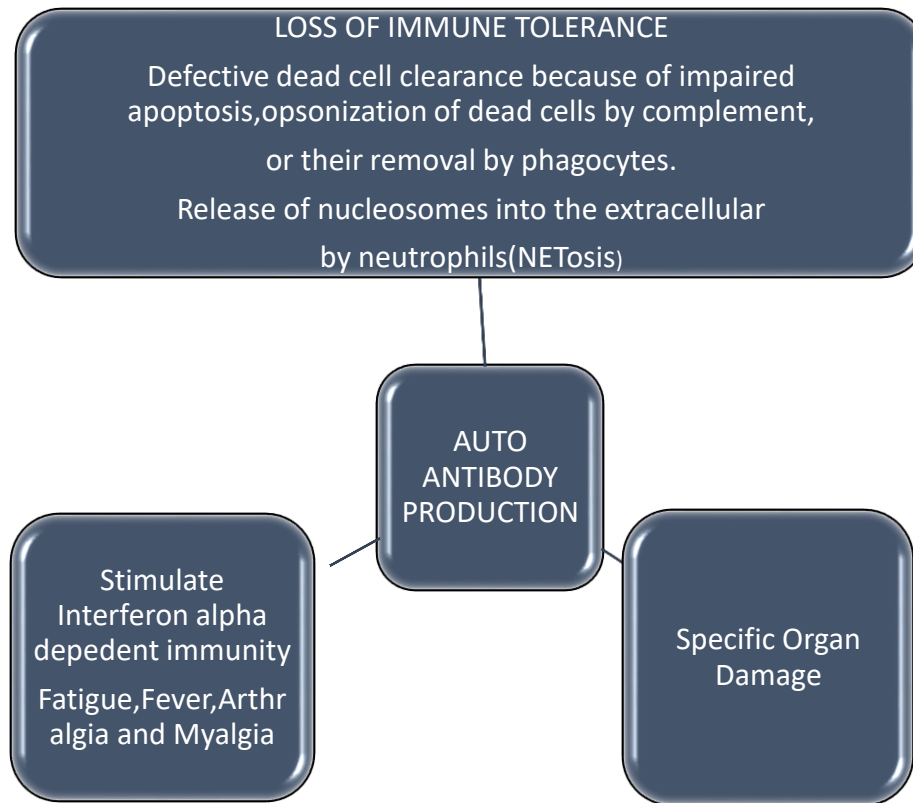 LOSS OF IMMUNE TOLERANCE
Defective dead cell clearance because of impaired
apoptosis,opsonization of dead cells by complement,
or their removal by phagocytes.
Release of nucleosomes into the extracellular
by neutrophils(NETosis)
AUTO
ANTIBODY
PRODUCTION
Stimulate
Interferon alpha
depedent immunity
Fatigue,Fever,Arthr
algia and Myalgia
Specific Organ
Damage